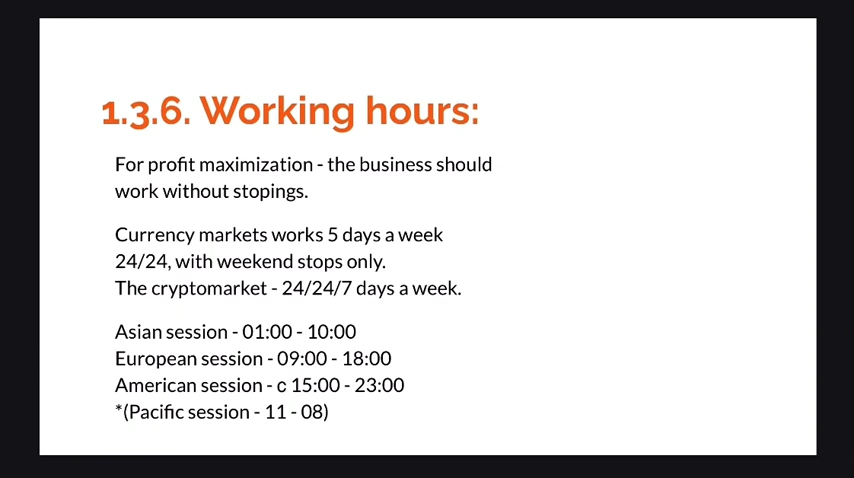 1.3.6. Working hours:
For profit maximization - the business should
work without stopings.
Currency markets works 5 days a week
24/24, with weekend stops only.
The cryptomarket - 24/24/7 days a week.
Asian session - 01:00 - 10:00
European session - 09:00 - 18:00
American session - с 15:00 - 23:00
*(Pacific session - 11 - 08)